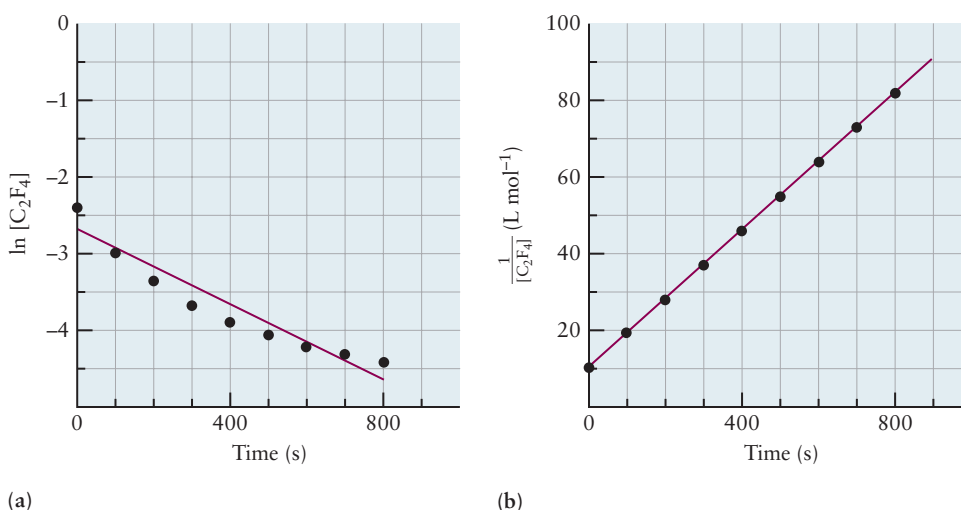 0
–1
–2
–3
–4
ln [C₂F₄]
0
400
800
Time (s)
(a)
100
80
60
40
20
1
[C₂F₄]
(L mol⁻¹)
0
400
800
Time (s)
(b)